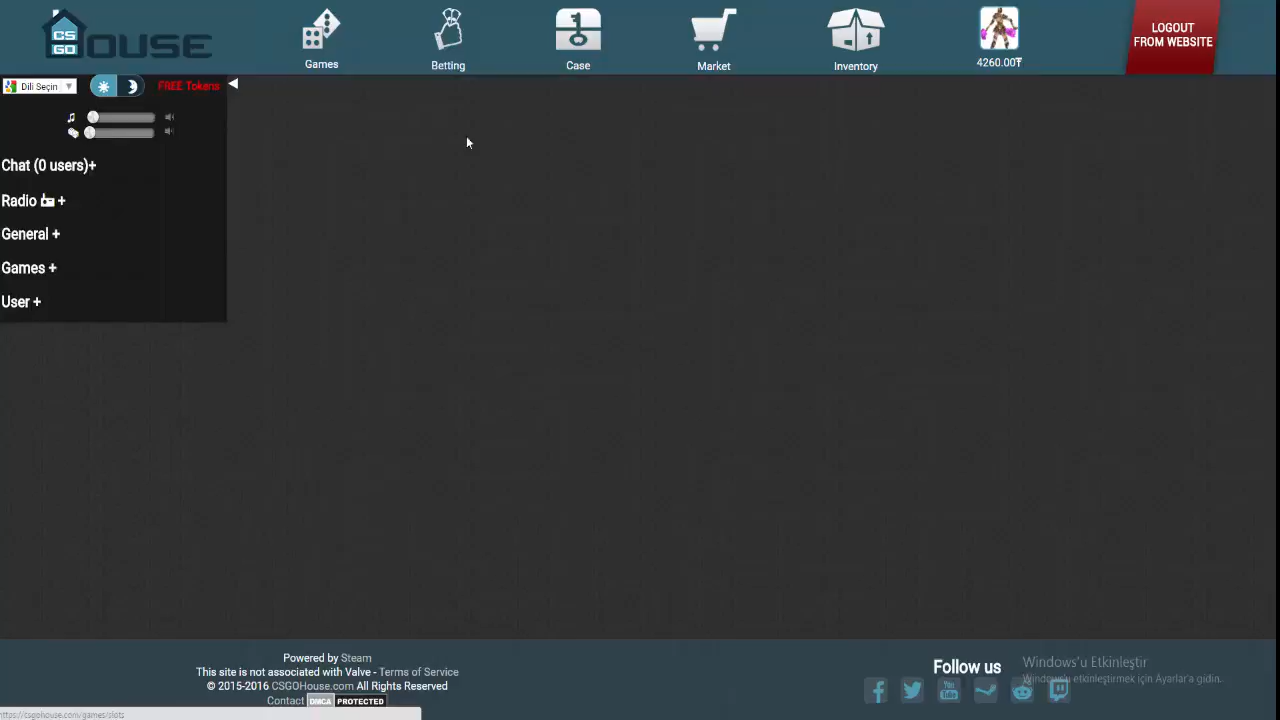 CS
GO
OUSE
Games
Betting
Case
Market
Inventory
4260.00₸
LOGOUT
FROM WEBSITE
Dili Seçin
FREE Tokens
Chat (0 users)+
Radio +
General +
Games +
User +
Powered by Steam
This site is not associated with Valve - Terms of Service
© 2015-2016 CSGOHouse.com All Rights Reserved
Contact DMCA PROTECTED
Follow us
You Tube
Windows'u Etkinleştir
Windows'u etkinleştirmek için Ayarlar'a gidin.
https://csgohouse.com/games/slots